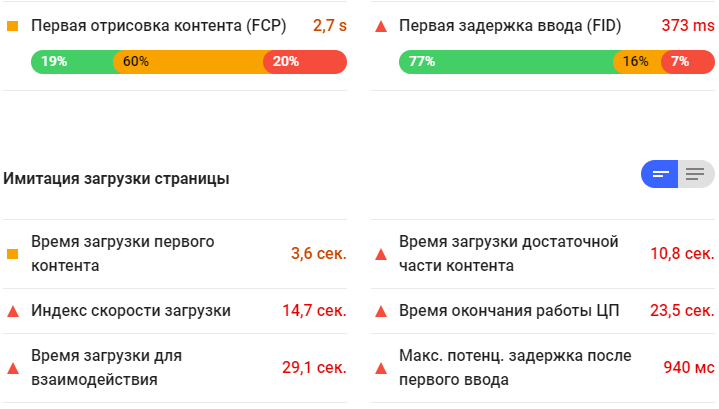 Первая отрисовка контента (FCP) 2,7 s
19% 60% 20%
Первая задержка ввода (FID) 373 ms
77% 16% 7%
Имитация загрузки страницы
Время загрузки первого
контента 3,6 сек.
Время загрузки достаточной
части контента 10,8 сек.
Индекс скорости загрузки 14,7 сек.
Время окончания работы ЦП 23,5 сек.
Время загрузки для
взаимодействия 29,1 сек.
Макс. потенц. задержка после
первого ввода 940 мс